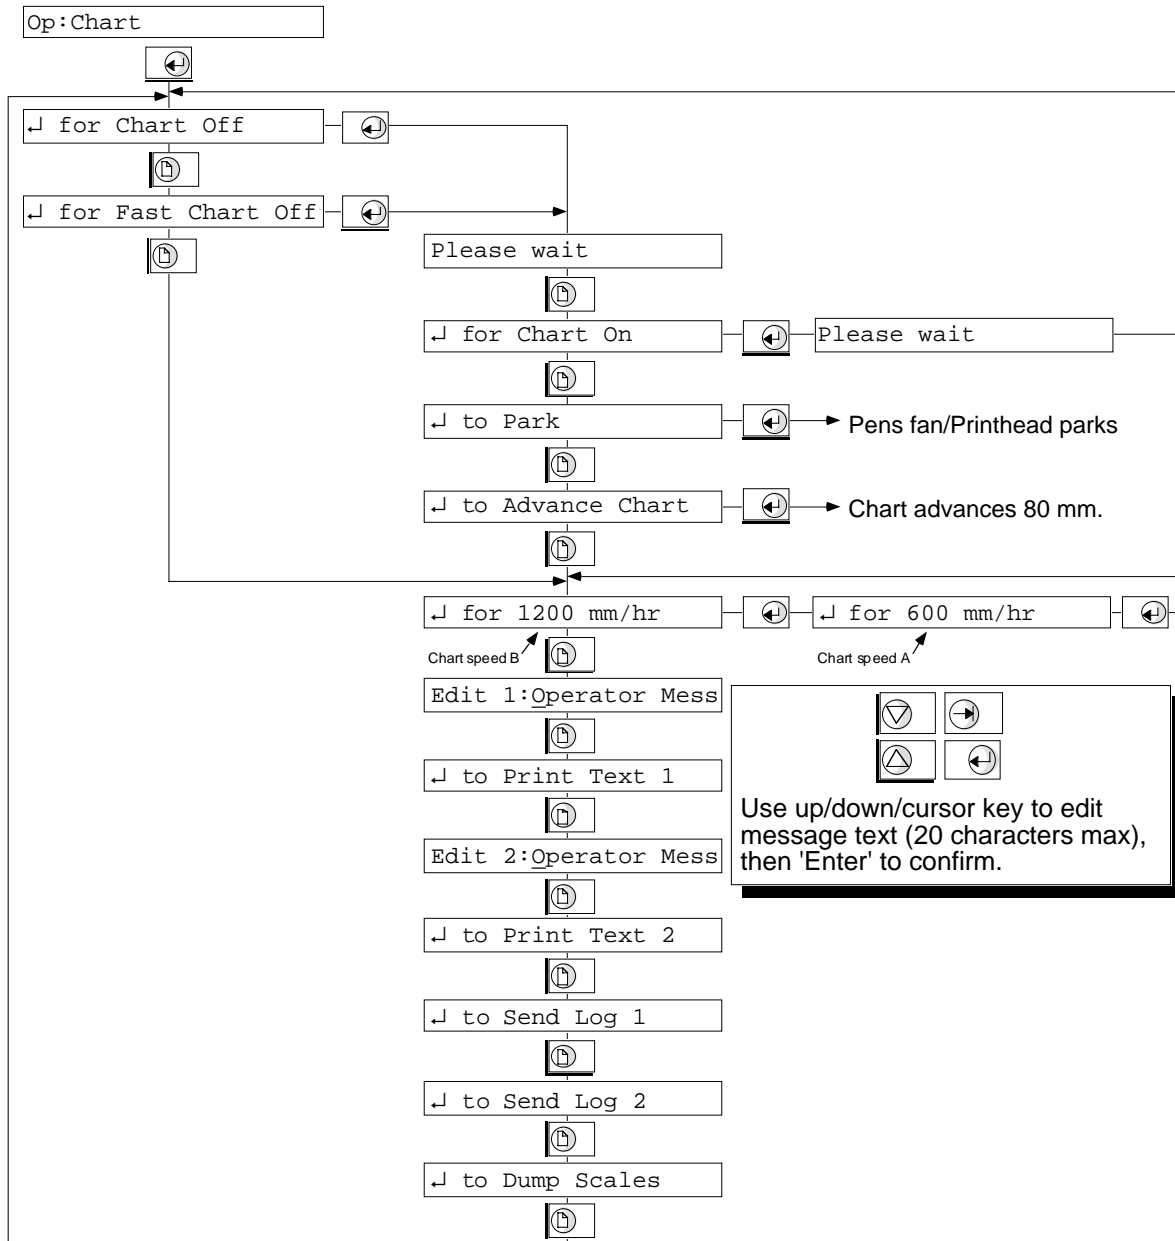 Op:Chart
↵ for Chart Off
↵ for Fast Chart Off
Please wait
↵ for Chart On
Please wait
↵ to Park
Pens fan/Printhead parks
↵ to Advance Chart
Chart advances 80 mm.
↵ for 1200 mm/hr
↵ for 600 mm/hr
Chart speed B
Chart speed A
Edit 1:Operator Mess
↵ to Print Text 1
Edit 2:Operator Mess
↵ to Print Text 2
↵ to Send Log 1
↵ to Send Log 2
↵ to Dump Scales
Use up/down/cursor key to edit
message text (20 characters max),
then 'Enter' to confirm.